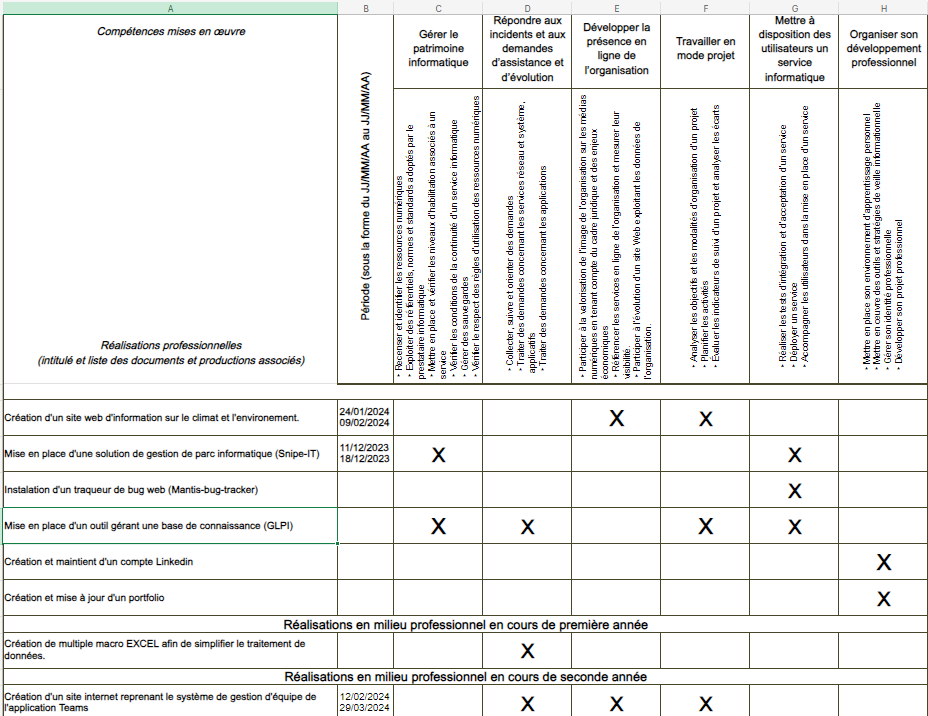 A B C D E F G H
Compétences mises en œuvre
Réalisations professionnelles
(intitulé et liste des documents et productions associés)
Période (sous la forme du JJ/MM/AA au JJ/MM/AA)
Gérer le
patrimoine
informatique
Répondre aux
incidents et aux
demandes
d'assistance et
d'évolution
Développer la
présence en
ligne de
l'organisation
Travailler en
mode projet
Mettre à
disposition des
utilisateurs un
service
informatique
Organiser son
développement
professionnel
‣ Recenser et identifier les ressources numériques
‣ Exploiter des référentiels, normes et standards adoptés par le
prestataire informatique
‣ Mettre en place et vérifier les niveaux d'habilitation associés à un
service
‣ Vérifier les conditions de la continuité d'un service informatique
‣ Gérer des sauvegardes
‣ Vérifier le respect des règles d'utilisation des ressources numériques
‣ Collecter, suivre et orienter des demandes
‣ Traiter des demandes concernant les services réseau et système,
applicatifs
‣ Traiter des demandes concernant les applications
‣ Participer à la valorisation de l'image de l'organisation sur les médias
numériques en tenant compte du cadre juridique et des enjeux
économiques
‣ Référencer les services en ligne de l'organisation et mesurer leur
visibilité.
‣ Participer à l'évolution d'un site Web exploitant les données de
l'organisation.
‣ Analyser les objectifs et les modalités d'organisation d'un projet
‣ Planifier les activités
‣ Évaluer les indicateurs de suivi d'un projet et analyser les écarts
‣ Réaliser les tests d'intégration et d'acceptation d'un service
‣ Déployer un service
‣ Accompagner les utilisateurs dans la mise en place d'un service
‣ Mettre en place son environnement d'apprentissage personnel
‣ Mettre en œuvre des outils et stratégies de veille informationnelle
‣ Gérer son identité professionnelle
‣ Développer son projet professionnel
Création d'un site web d'information sur le climat et l'environement. 24/01/2024 X X
09/02/2024
Mise en place d'une solution de gestion de parc informatique (Snipe-IT) 11/12/2023 X X
18/12/2023
Instalation d'un traqueur de bug web (Mantis-bug-tracker) X
Mise en place d'un outil gérant une base de connaissance (GLPI) X X X X
Création et maintient d'un compte Linkedin X
Création et mise à jour d'un portfolio X
Réalisations en milieu professionnel en cours de première année
Création de multiple macro EXCEL afin de simplifier le traitement de
données. X
Réalisations en milieu professionnel en cours de seconde année
Création d'un site internet reprenant le système de gestion d'équipe de 12/02/2024 X X X
l'application Teams 29/03/2024